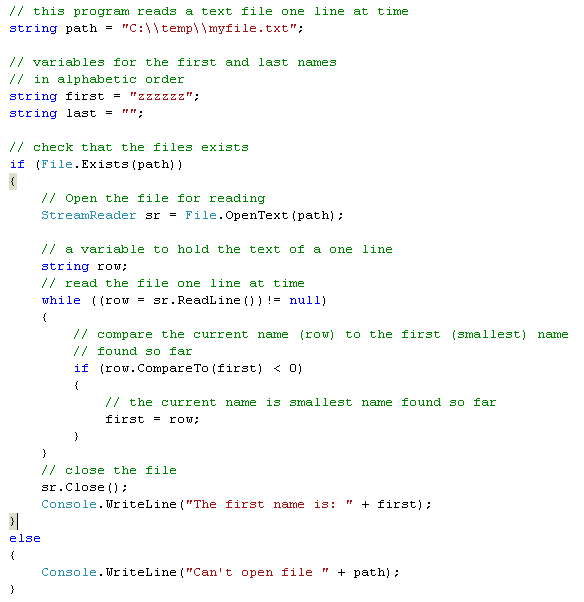 // this program reads a text file one line at time
string path = "C:\\temp\\myfile.txt";
// variables for the first and last names
// in alphabetic order
string first = "zzzzzz";
string last = "";
// check that the files exists
if (File.Exists(path))
{
// Open the file for reading
StreamReader sr = File.OpenText(path);
// a variable to hold the text of a one line
string row;
// read the file one line at time
while ((row = sr.ReadLine())!= null)
{
// compare the current name (row) to the first (smallest) name
// found so far
if (row.CompareTo(first) < 0)
{
// the current name is smallest name found so far
first = row;
}
}
// close the file
sr.Close();
Console.WriteLine("The first name is: " + first);
}
else
{
Console.WriteLine("Can't open file " + path);
}